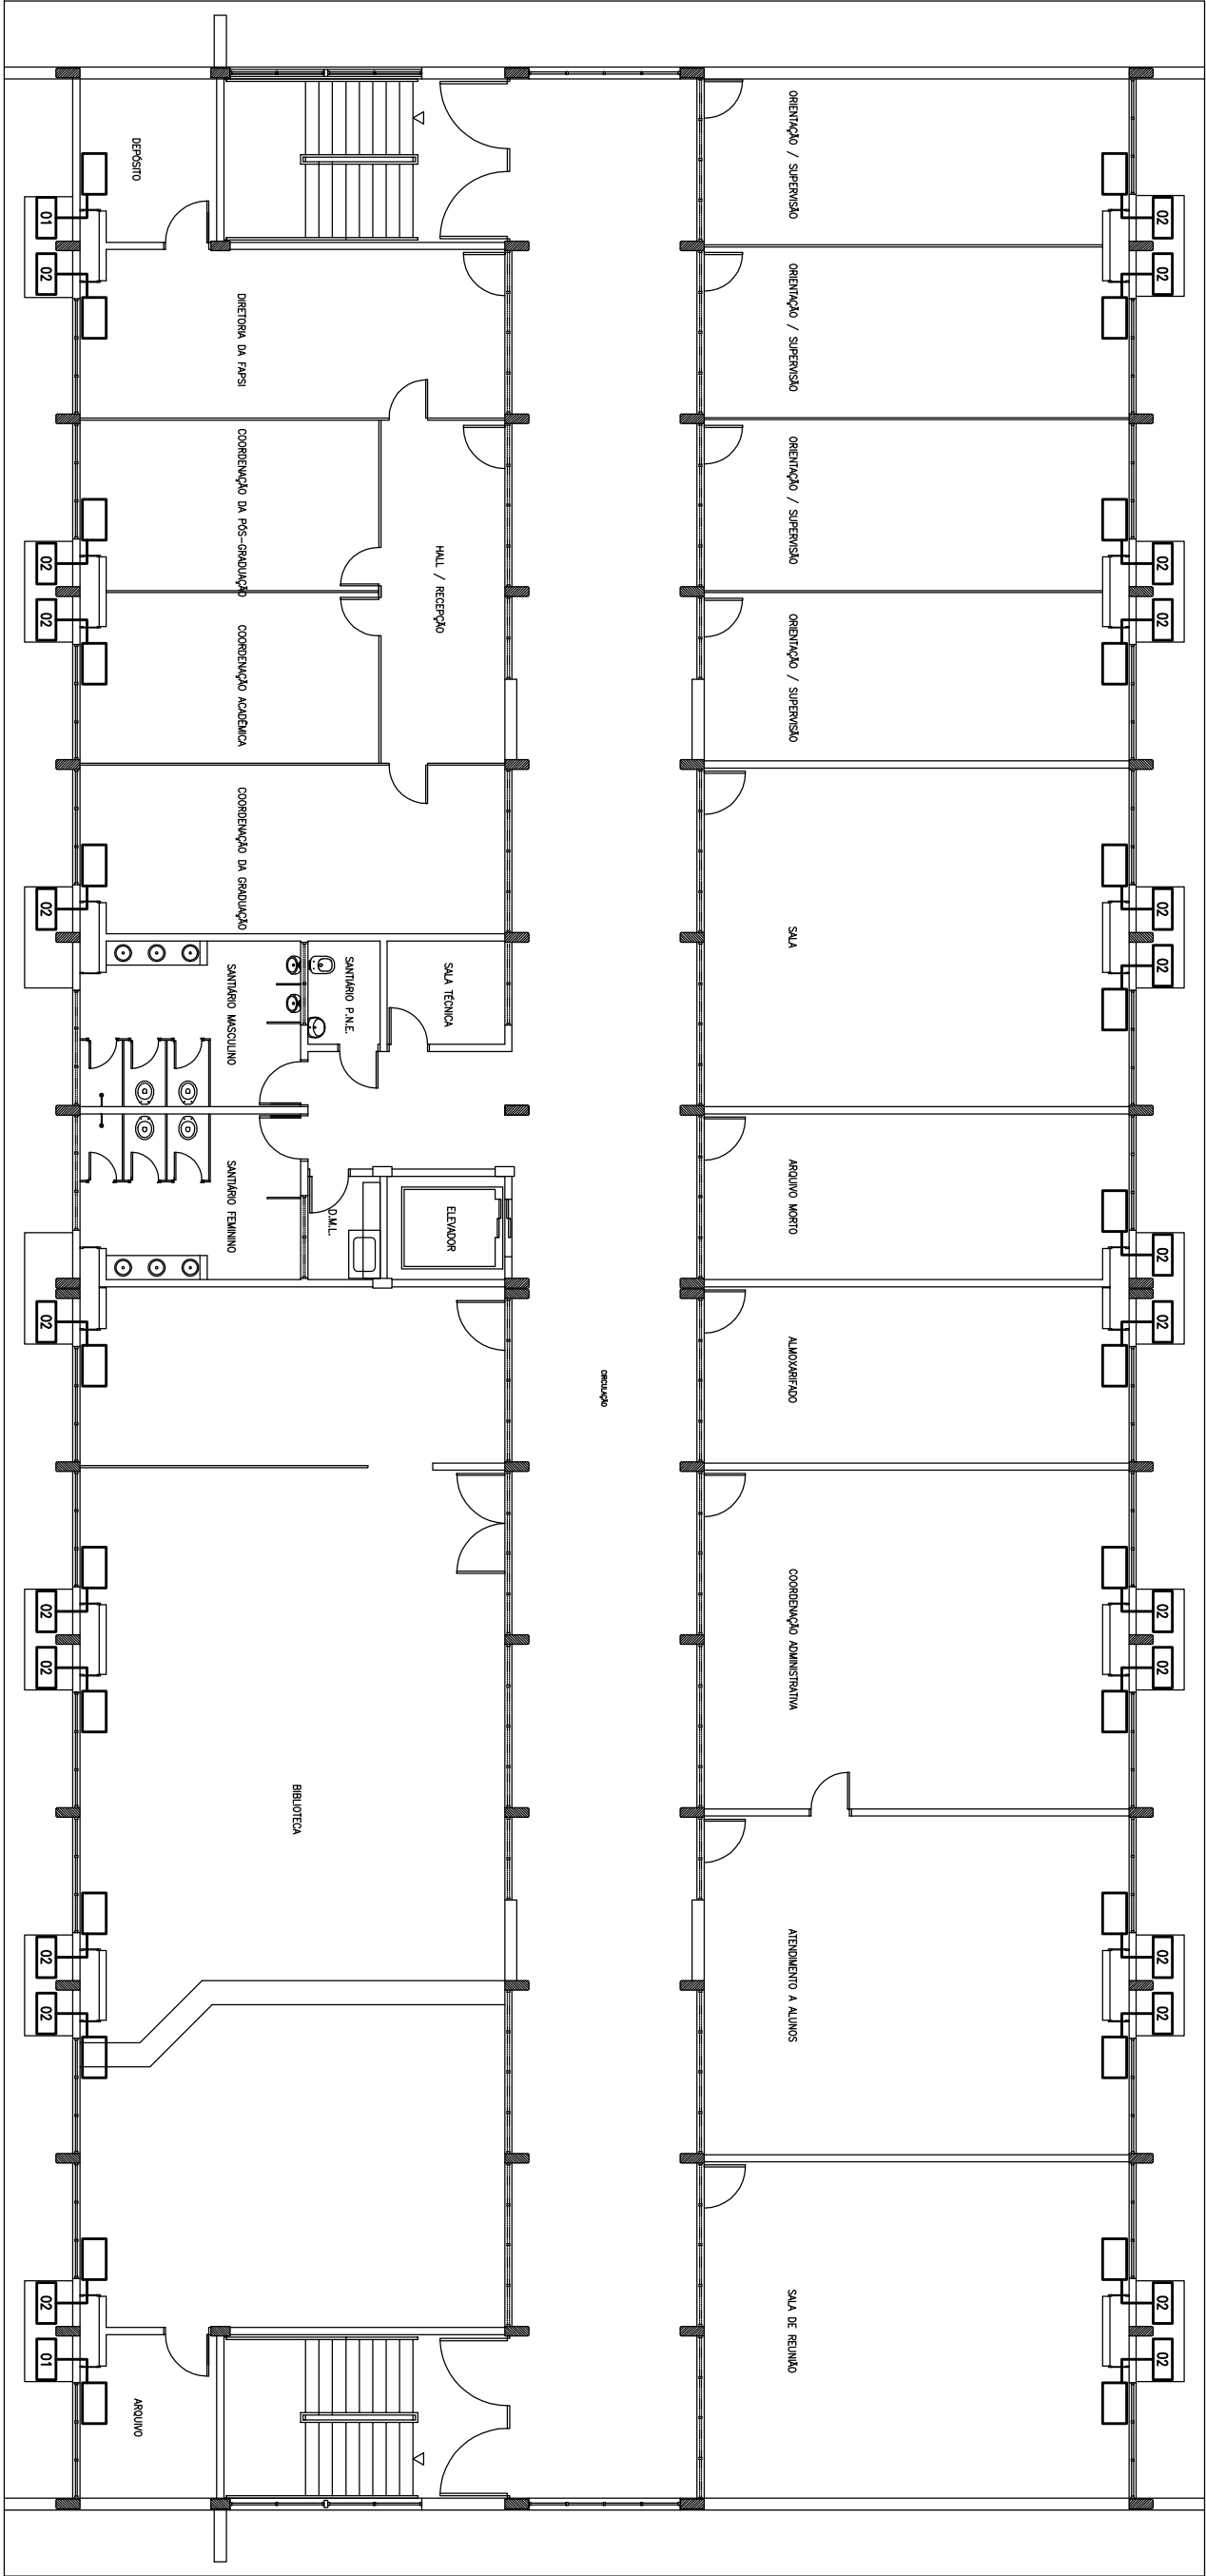 02
02
02
02
02
02
02
02
02
02
02
02
02
02
ORIENTAÇÃO / SUPERVISÃO
ORIENTAÇÃO / SUPERVISÃO
ORIENTAÇÃO / SUPERVISÃO
ORIENTAÇÃO / SUPERVISÃO
SALA
ARQUIVO MORTO
ALMOXARIFADO
COORDENAÇÃO ADMINISTRATIVA
ATENDIMENTO A ALUNOS
SALA DE REUNIÃO
CIRCULAÇÃO
HALL / RECEPÇÃO
SALA TÉCNICA
ELEVADOR
SANTIÁRIO P.N.E.
D.M.L.
BIBLIOTECA
DIRETORIA DA FAPSI
COORDENAÇÃO DA PÓS-GRADUAÇÃO
COORDENAÇÃO ACADÊMICA
COORDENAÇÃO DA GRADUAÇÃO
SANTIÁRIO MASCULINO
SANTIÁRIO FEMININO
DEPÓSITO
ARQUIVO
01
02
02
02
02
02
02
02
02
02
02
01